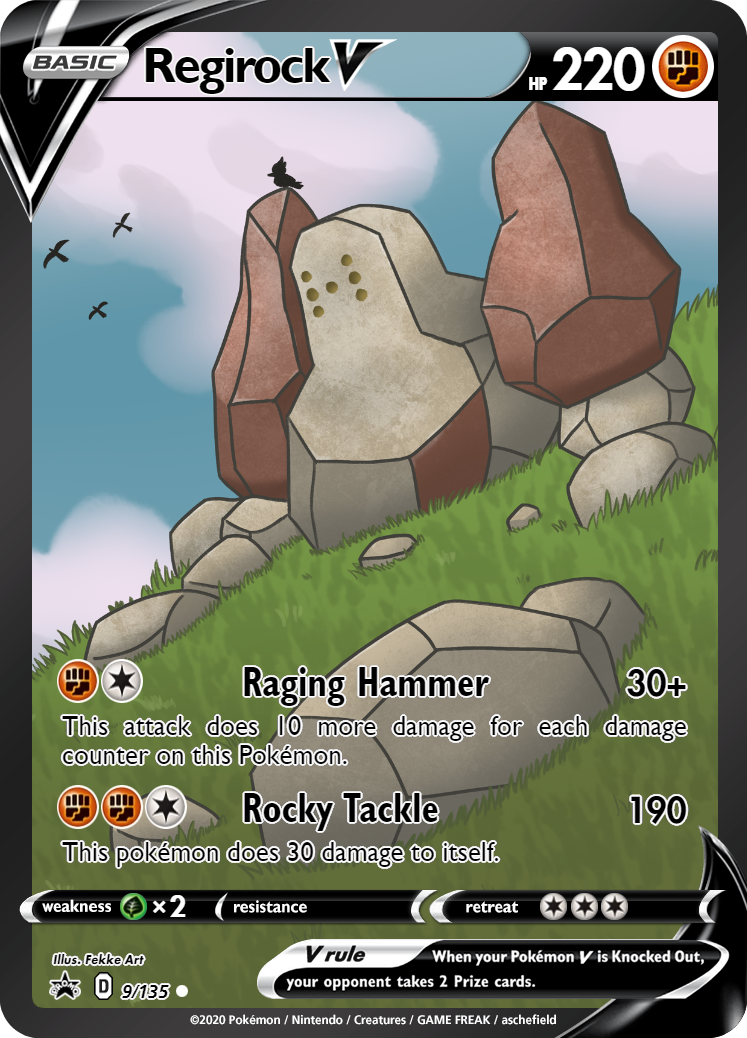 BASIC Regirock V HP 220
Raging Hammer 30+
This attack does 10 more damage for each damage
counter on this Pokémon.
Rocky Tackle 190
This pokémon does 30 damage to itself.
weakness ×2 resistance retreat
Illus. Fekke Art
D 9/135
V rule When your Pokémon V is Knocked Out,
your opponent takes 2 Prize cards.
©2020 Pokémon / Nintendo / Creatures / GAME FREAK / aschefield